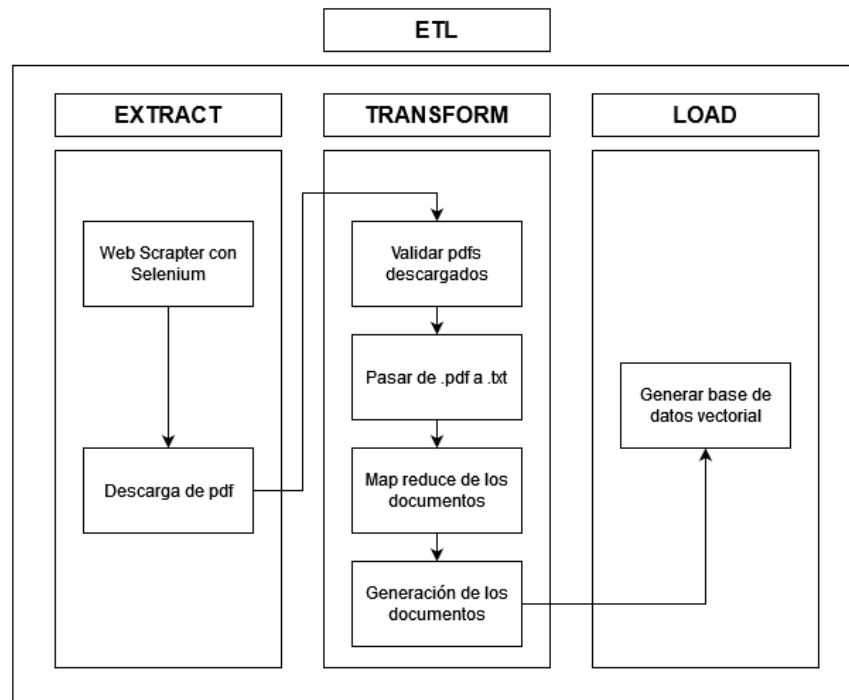 ETL
EXTRACT
TRANSFORM
LOAD
Web Scrapter con
Selenium
Descarga de pdf
Validar pdfs
descargados
Pasar de .pdf a .txt
Map reduce de los
documentos
Generación de los
documentos
Generar base de
datos vectorial